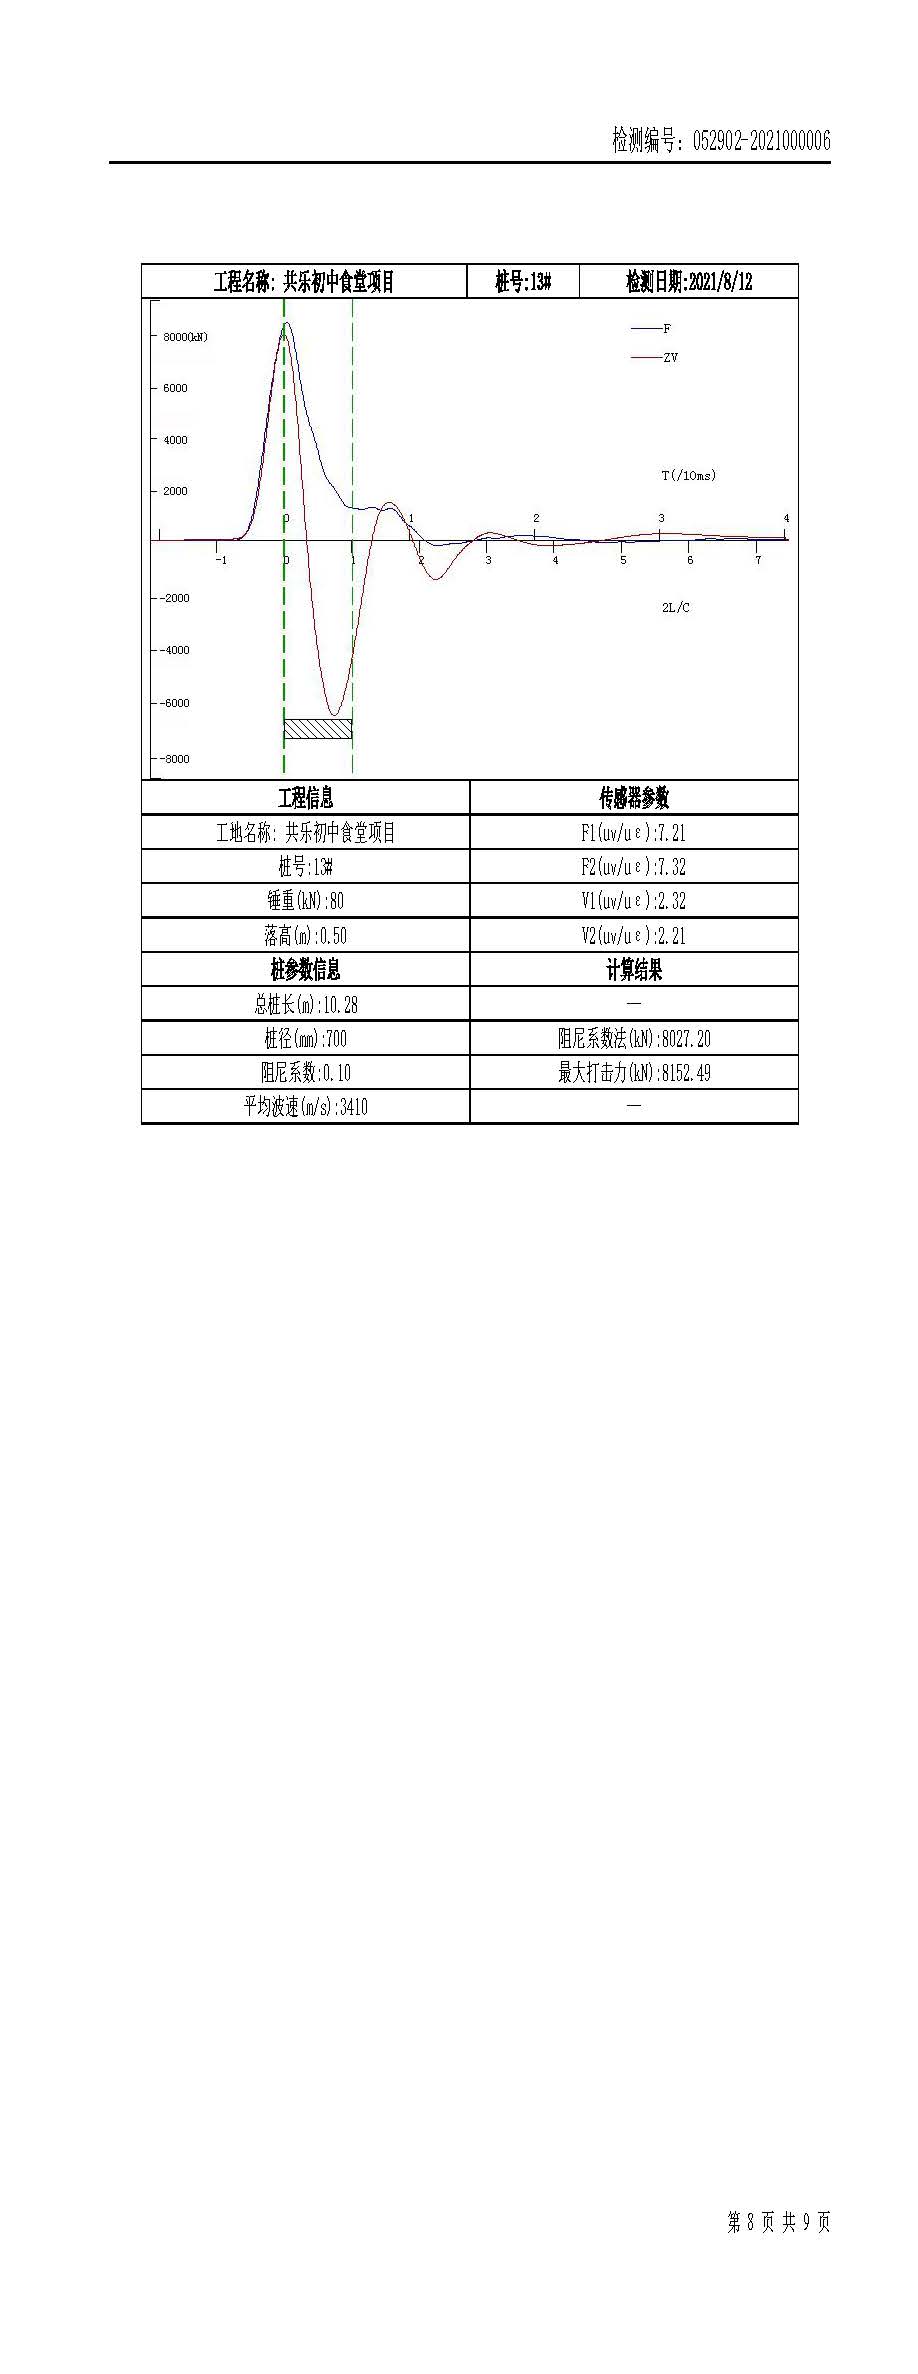 检测编号: 052902-2021000006
工程名称: 共乐初中食堂项目 桩号:13# 检测日期:2021/8/12
8000(kN)
6000
4000
2000
-2000
-4000
-6000
-8000
F
ZV
T(/10ms)
0 1 2 3 4
-1 0 1 2 3 4 5 6 7
2L/C
工程信息 传感器参数
工地名称: 共乐初中食堂项目 F1(uv/uε):7.21
桩号:13# F2(uv/uε):7.32
锤重(kN):80 V1(uv/uε):2.32
落高(m):0.50 V2(uv/uε):2.21
桩参数信息 计算结果
总桩长(m):10.28 —
桩径(mm):700 阻尼系数法(kN):8027.20
阻尼系数:0.10 最大打击力(kN):8152.49
平均波速(m/s):3410 —
第 8 页 共 9 页